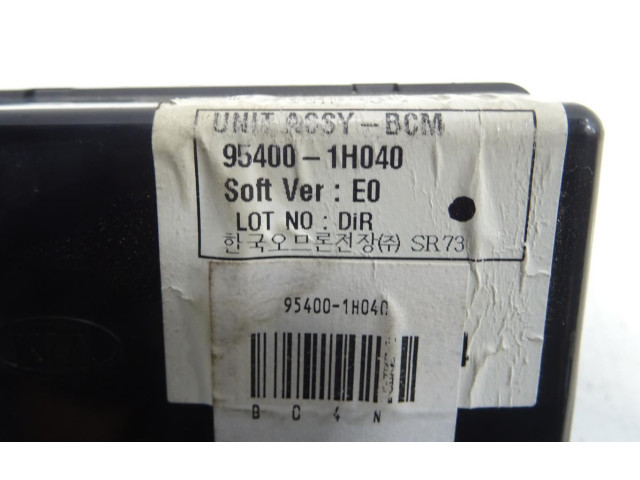 UNIT ASSY-BCM
95400-1H040
Soft Ver : E0
LOT NO : DiR
한국오므론전장㈜ SR73
95400-1H040
B C 4 N